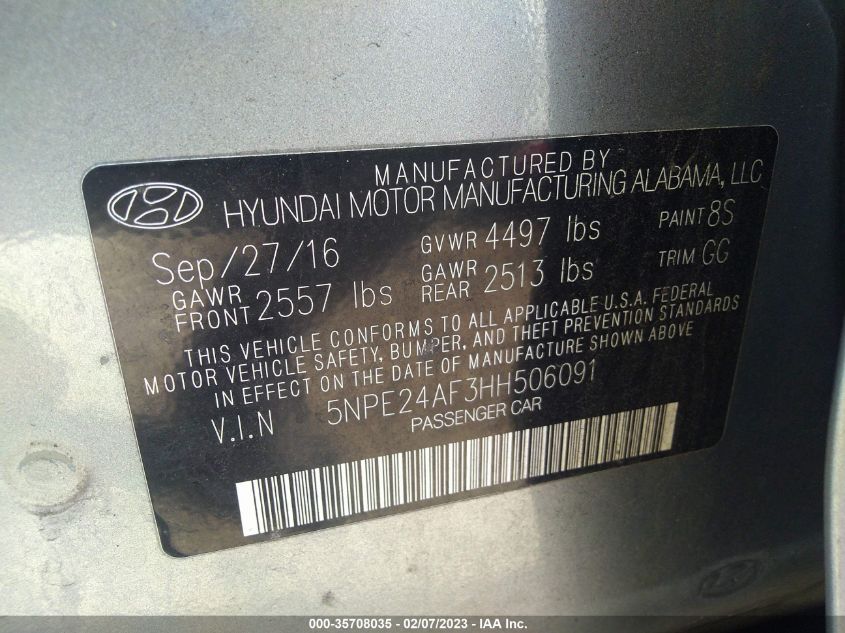 MANUFACTURED BY
HYUNDAI MOTOR MANUFACTURING ALABAMA, LLC
Sep/27/16 GVWR 4497 lbs PAINT 8S
GAWR FRONT 2557 lbs GAWR REAR 2513 lbs TRIM GG
THIS VEHICLE CONFORMS TO ALL APPLICABLE U.S.A. FEDERAL
MOTOR VEHICLE SAFETY, BUMPER, AND THEFT PREVENTION STANDARDS
IN EFFECT ON THE DATE OF MANUFACTURE SHOWN ABOVE
V.I.N 5NPE24AF3HH506091
PASSENGER CAR
000-35708035 - 02/07/2023 - IAA Inc.